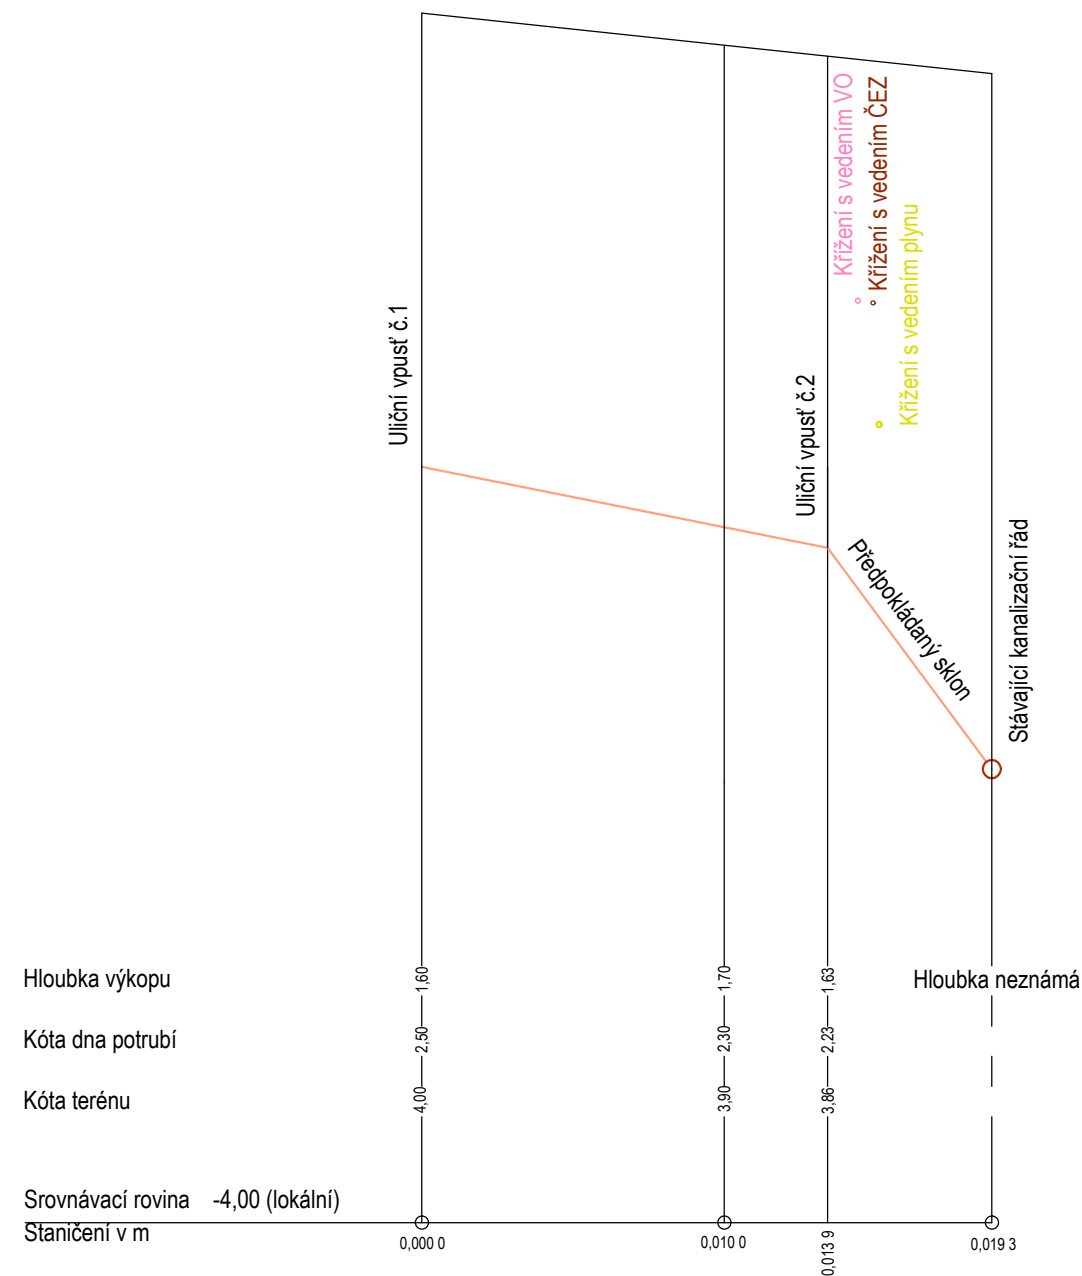 Křížení s vedením VO
Křížení s vedením ČEZ
Křížení s vedením plynu
Uliční vpusť č.1
Uliční vpusť č.2
Předpokládaný sklon
Stávající kanalizační řád
Hloubka výkopu 1,60 1,70 1,63 Hloubka neznámá
Kóta dna potrubí 2,50 2,30 2,23
Kóta terénu 4,00 3,90 3,86
Srovnávací rovina -4,00 (lokální)
Staničení v m 0,000 0 0,010 0 0,013 9 0,019 3